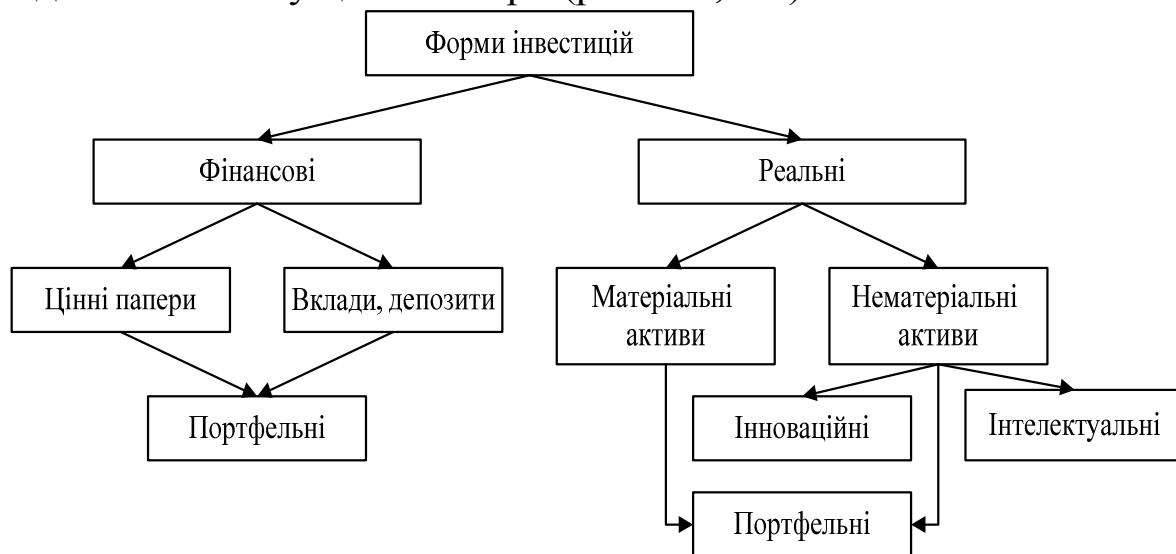 Форми інвестицій
Фінансові
Реальні
Цінні папери
Вклади, депозити
Матеріальні
активи
Нематеріальні
активи
Портфельні
Інноваційні
Інтелектуальні
Портфельні